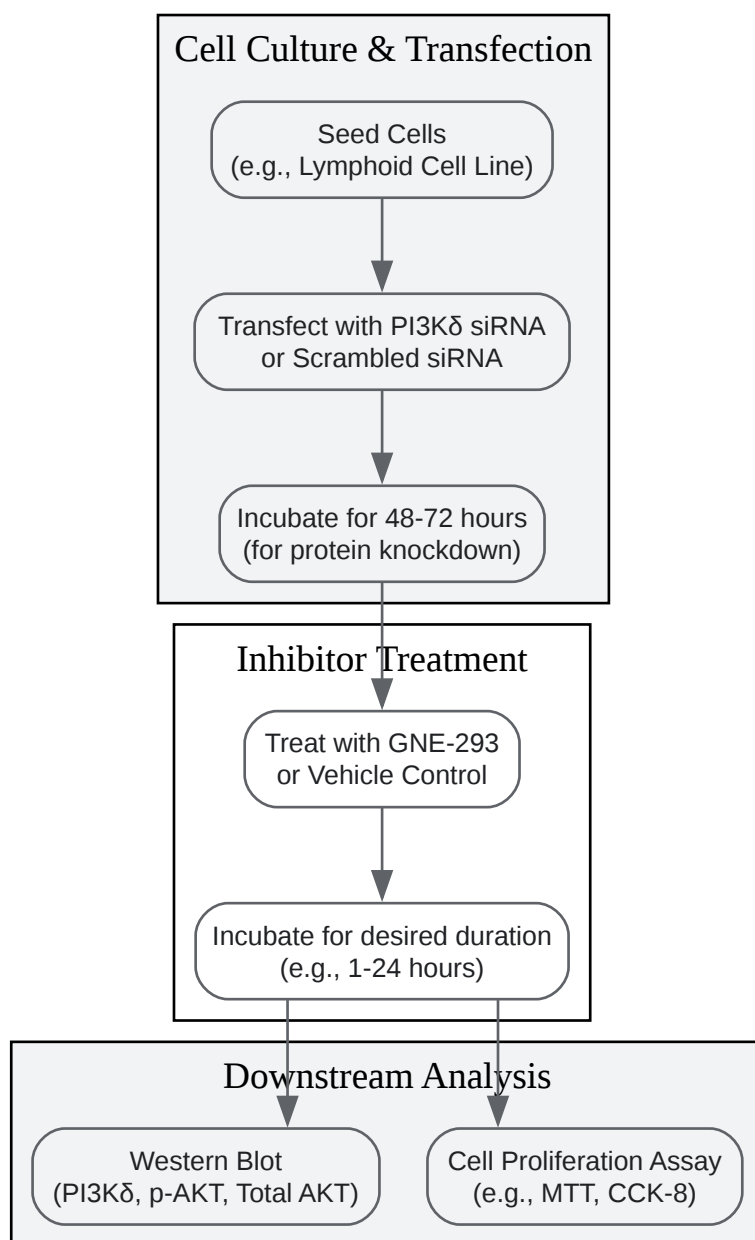 Cell Culture & Transfection
Seed Cells
(e.g., Lymphoid Cell Line)
Transfect with PI3Kδ siRNA
or Scrambled siRNA
Incubate for 48-72 hours
(for protein knockdown)
Inhibitor Treatment
Treat with GNE-293
or Vehicle Control
Incubate for desired duration
(e.g., 1-24 hours)
Downstream Analysis
Western Blot
(PI3Kδ, p-AKT, Total AKT)
Cell Proliferation Assay
(e.g., MTT, CCK-8)